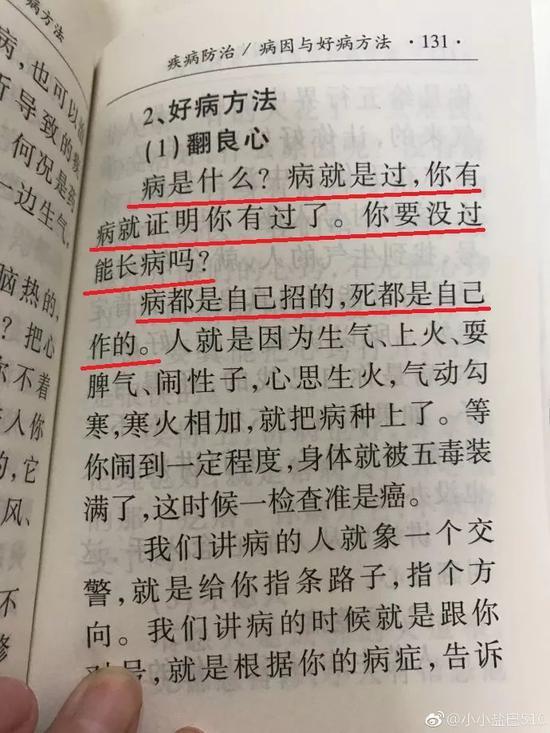 病方法
疾病防治/病因与好病方法·131·
病,也可以
所导致的
何况是药
一边生气,
脑热的,
?把心
尔不着
人你
的,它
风、
不
修
2、好病方法
(1)翻良心
病是什么?病就是过,你有
病就证明你有过了。你要没过
能长病吗?
病都是自己招的,死都是自己
作的。人就是因为生气、上火、耍
脾气、闹性子,心思生火,气动勾
寒,寒火相加,就把病种上了。等
你闹到一定程度,身体就被五毒装
满了,这时候一检查准是癌。
我们讲病的人就象一个交
警,就是给你指条路子,指个方
向。我们讲病的时候就是跟你
对号,就是根据你的病症,告诉
@小小盐巴510